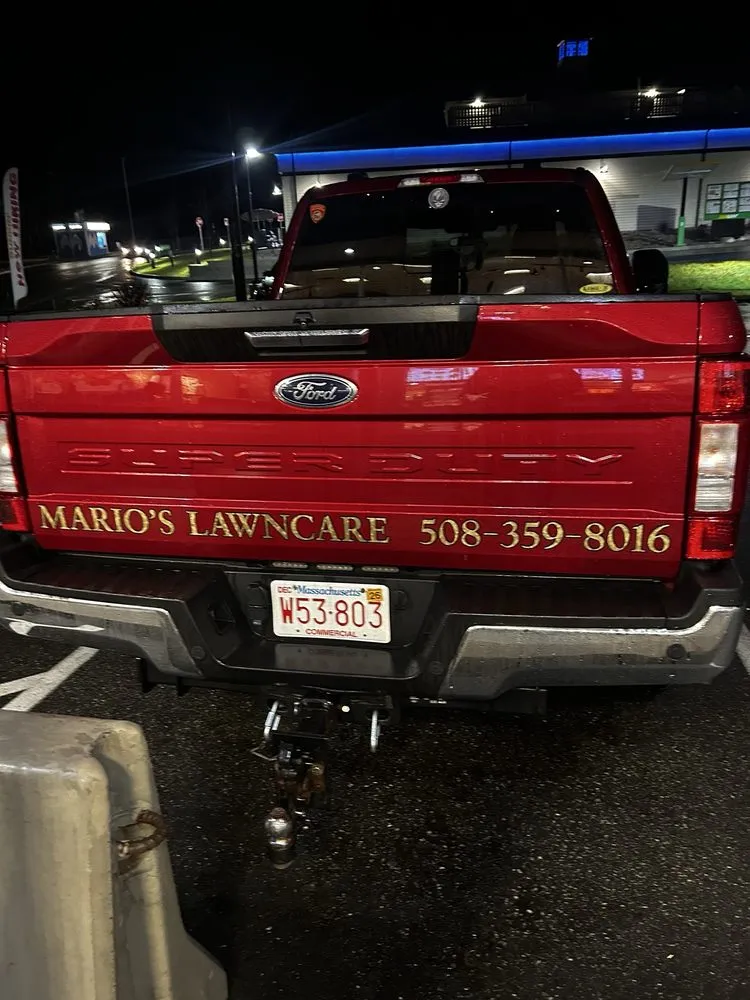 Ford
SUPER DUTY
MARIO'S LAWNCARE 508-359-8016
DEC Massachusetts 26
W53·803
COMMERCIAL